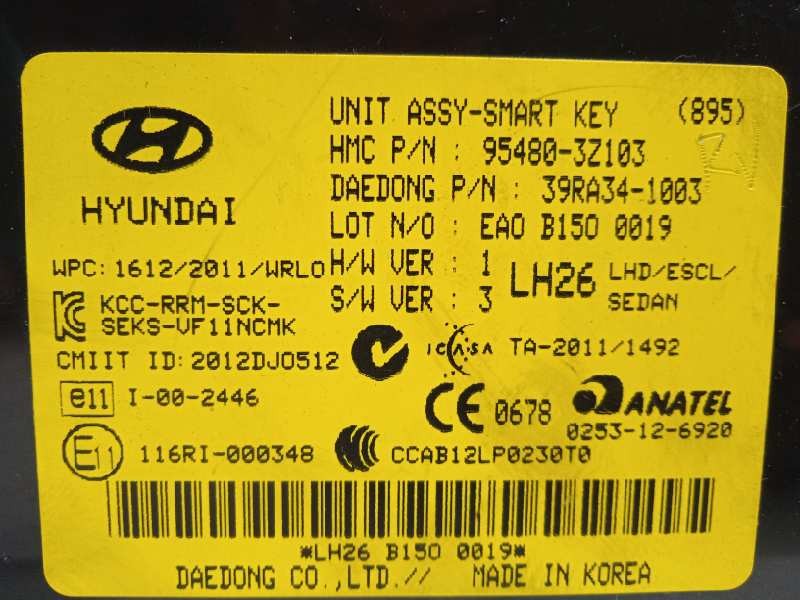 UNIT ASSY-SMART KEY (895)
HMC P/N : 95480-3Z103
HYUNDAI
DAEDONG P/N : 39RA34-1003
LOT N/O : EAO B150 0019
WPC: 1612/2011/WRLO
H/W VER : 1
S/W VER : 3
LH26 LHD/ESCL/
SEDAN
KCC-RRM-SCK-
SEKS-VF11NCMK
CMIIT ID: 2012DJ0512
ICASA TA-2011/1492
e11 I-00-2446
CE 0678
ANATEL
0253-12-6920
E11 116RI-000348
CCAB12LP0230T0
*LH26 B150 0019*
DAEDONG CO.,LTD.// MADE IN KOREA